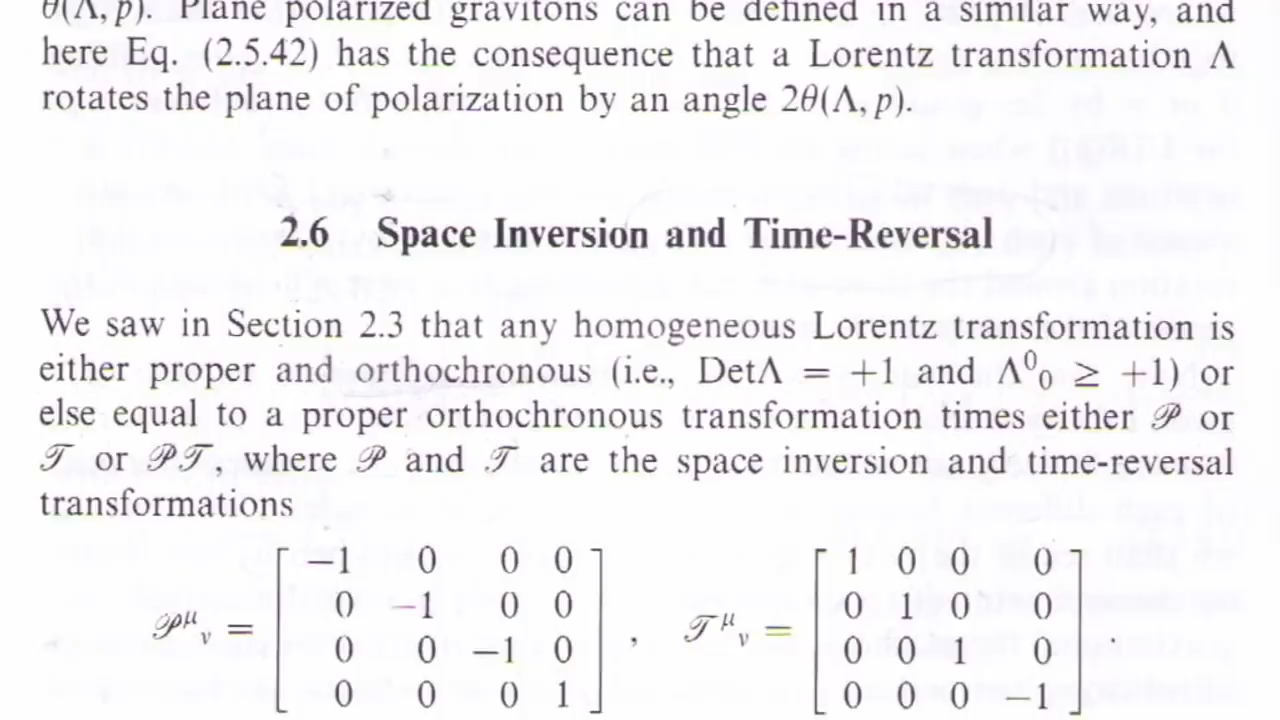 θ(Λ, p). Plane polarized gravitons can be defined in a similar way, and
here Eq. (2.5.42) has the consequence that a Lorentz transformation Λ
rotates the plane of polarization by an angle 2θ(Λ, p).
2.6 Space Inversion and Time-Reversal
We saw in Section 2.3 that any homogeneous Lorentz transformation is
either proper and orthochronous (i.e., DetΛ = +1 and Λ⁰₀ ≥ +1) or
else equal to a proper orthochronous transformation times either 𝒫 or
𝒯 or 𝒫𝒯, where 𝒫 and 𝒯 are the space inversion and time-reversal
transformations
𝒫^μ_ν = [ −1 0 0 0 ; 0 −1 0 0 ; 0 0 −1 0 ; 0 0 0 1 ] , 𝒯^μ_ν = [ 1 0 0 0 ; 0 1 0 0 ; 0 0 1 0 ; 0 0 0 −1 ] .